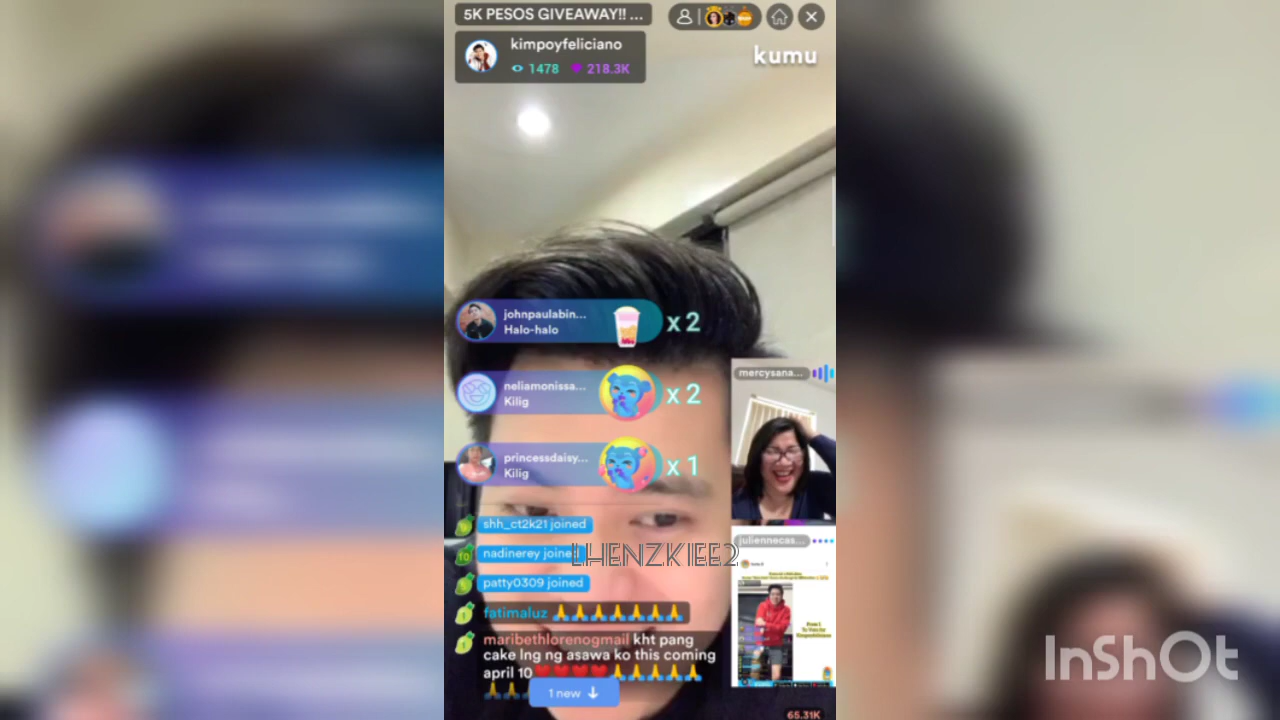 5K PESOS GIVEAWAY!! ...
kimpoyfeliciano
1478 218.3K
kumu
johnpaulabin...
Halo-halo
x 2
neliamonissa...
Kilig
x 2
princessdaisy...
Kilig
x 1
mercysana...
shh_ct2k21 joined
nadinerey joined
LHENZKIEE2
patty0309 joined
juliennecas...
fatimaluz 🙏🙏🙏🙏🙏🙏🙏
maribethlorenogmail kht pang
cake lng ng asawa ko this coming
april 10❤️❤️❤️❤️🙏🙏🙏🙏🙏
🙏🙏
1 new ↓
65.31K
InShOt